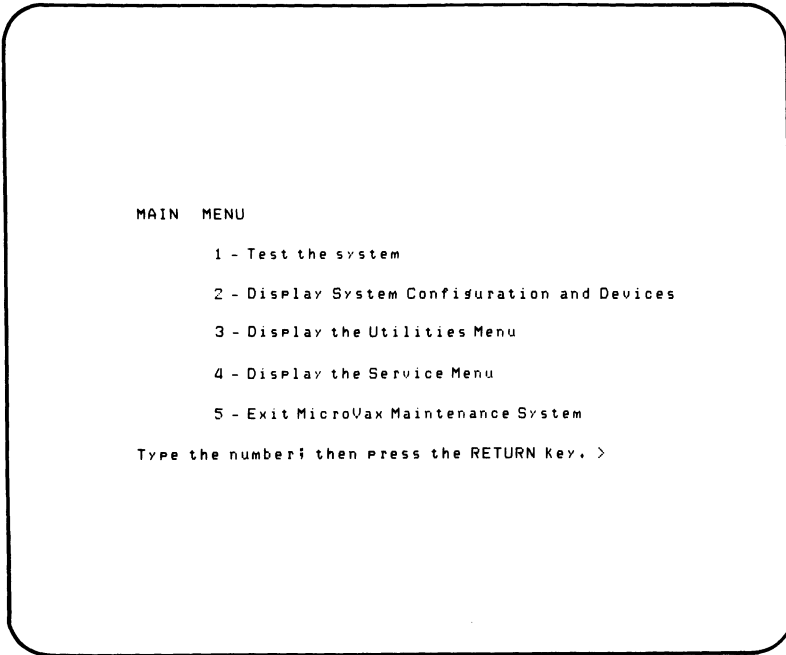 MAIN MENU
1 - Test the system
2 - Display System Configuration and Devices
3 - Display the Utilities Menu
4 - Display the Service Menu
5 - Exit MicroVax Maintenance System
Type the number; then press the RETURN key. >